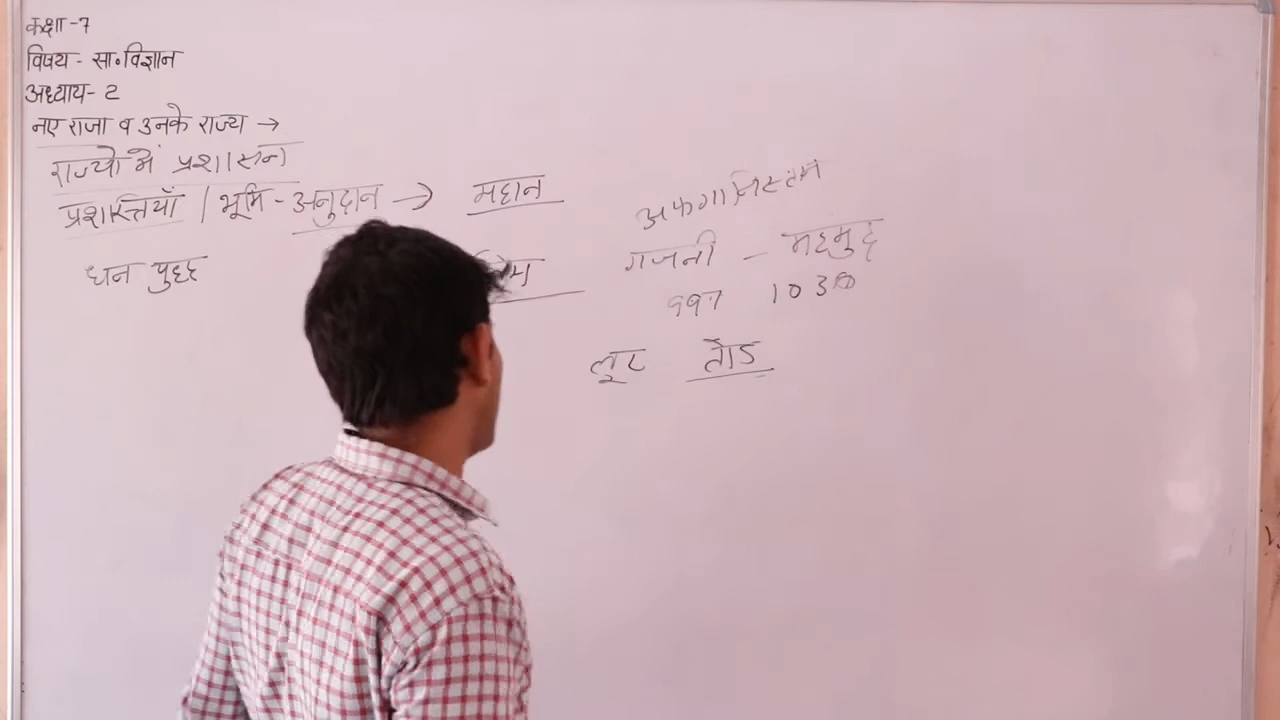 कक्षा-7
विषय- सा॰विज्ञान
अध्याय- 2
नए राजा व उनके राज्य →
राज्यो में प्रशासन
प्रशस्तियाँ / भूमि-अनुदान → महान
धन युद्ध
अफगानिस्तान
गजनी - महमुद
997 1030
लूट तोड